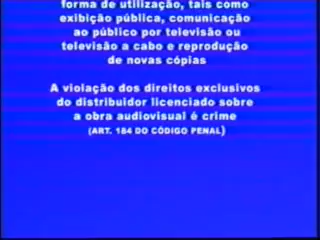 forma de utilização, tais como
exibição pública, comunicação
ao público por televisão ou
televisão a cabo e reprodução
de novas cópias
A violação dos direitos exclusivos
do distribuidor licenciado sobre
a obra audiovisual é crime
(ART. 184 DO CÓDIGO PENAL)